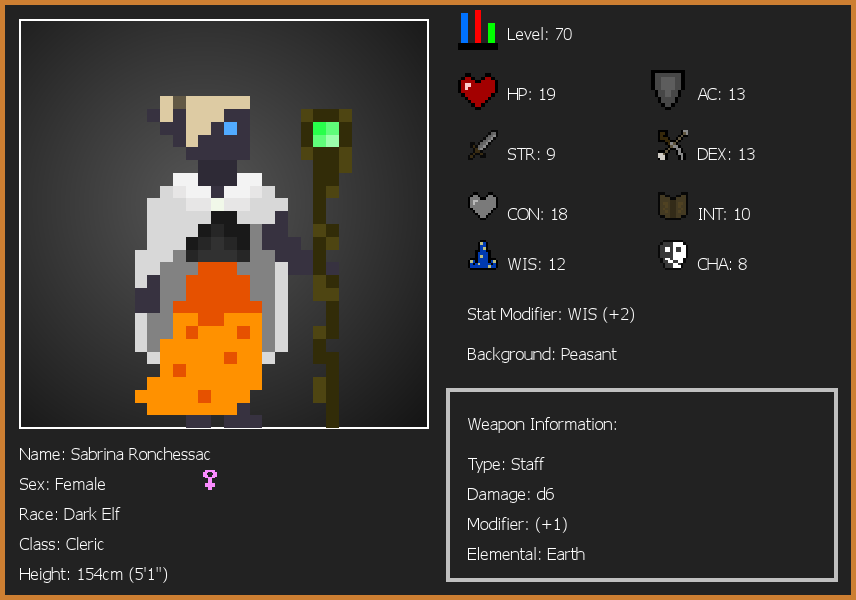 Level: 70
HP: 19
AC: 13
STR: 9
DEX: 13
CON: 18
INT: 10
WIS: 12
CHA: 8
Stat Modifier: WIS (+2)
Background: Peasant
Weapon Information:
Type: Staff
Damage: d6
Modifier: (+1)
Elemental: Earth
Name: Sabrina Ronchessac
Sex: Female
Race: Dark Elf
Class: Cleric
Height: 154cm (5'1")